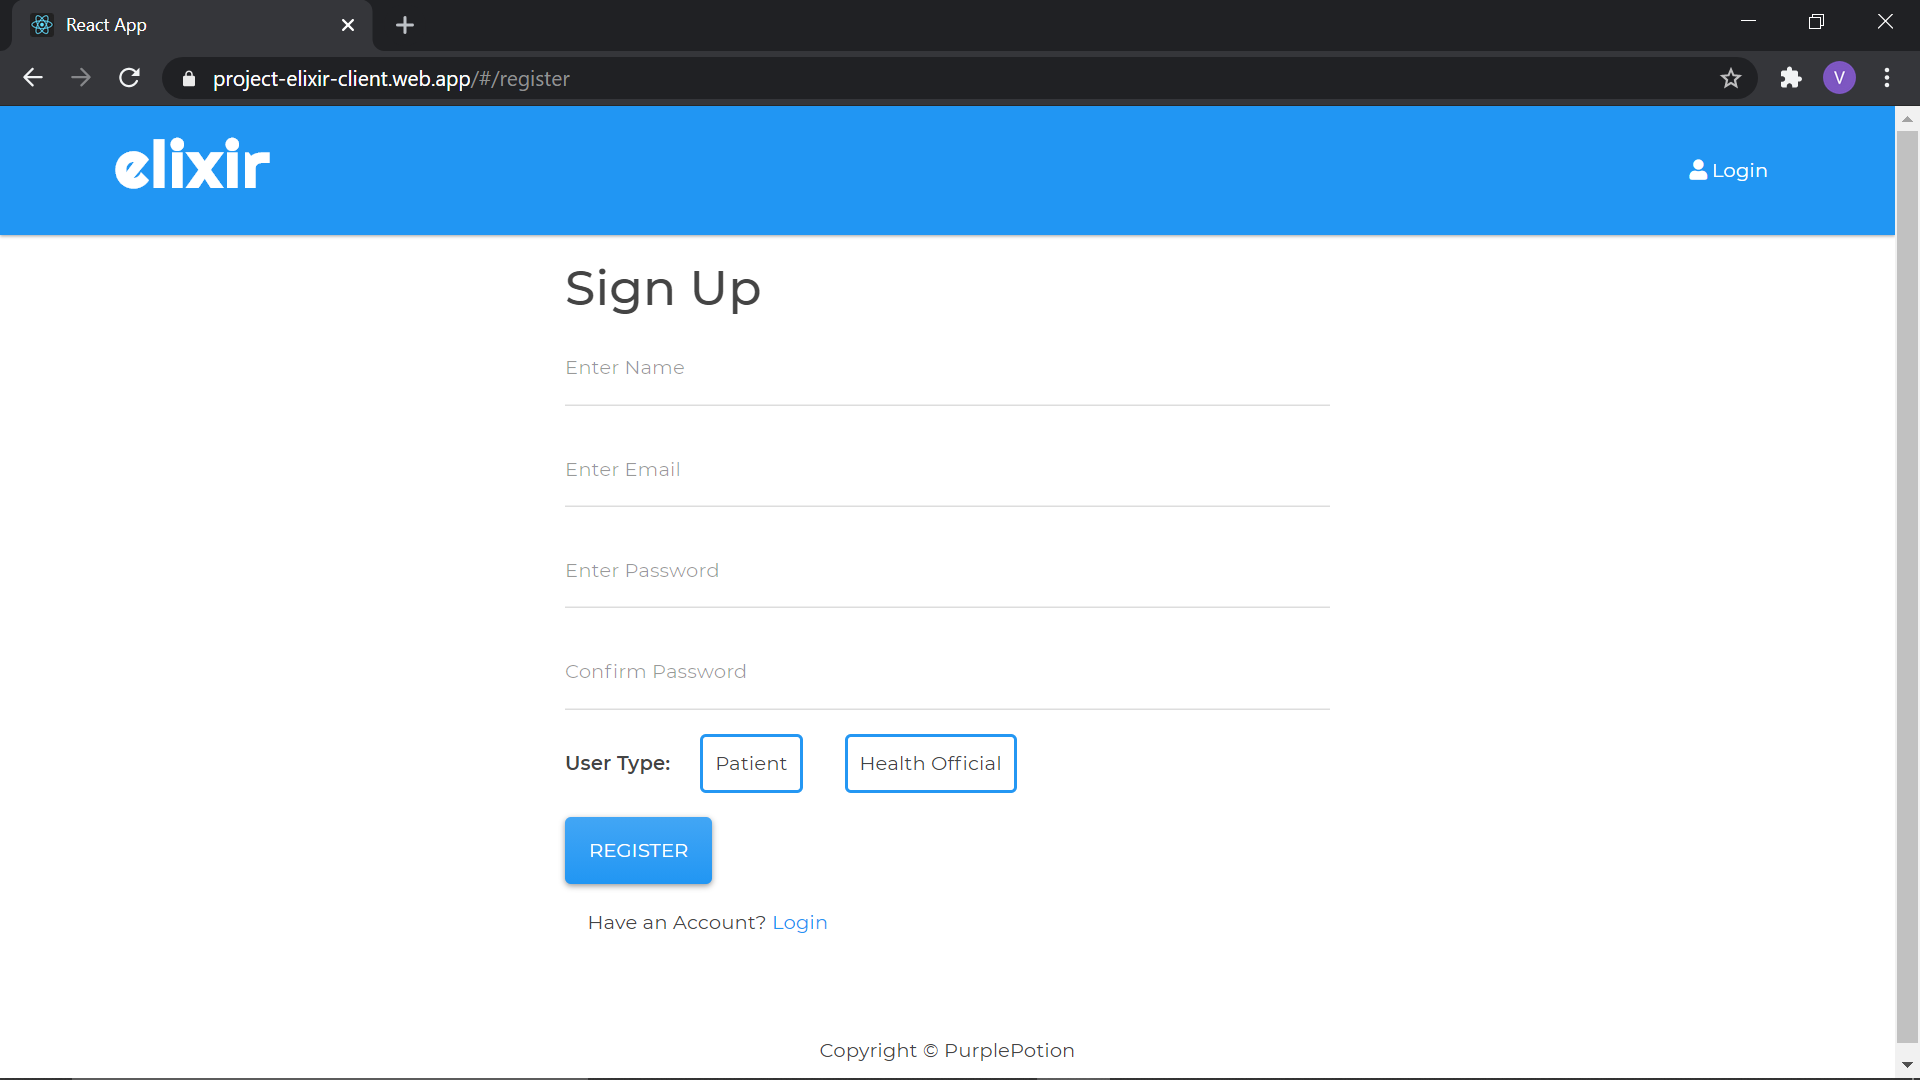 React App
project-elixir-client.web.app/#/register
V
elixir
Login
Sign Up
Enter Name
Enter Email
Enter Password
Confirm Password
User Type: Patient Health Official
REGISTER
Have an Account? Login
Copyright © PurplePotion